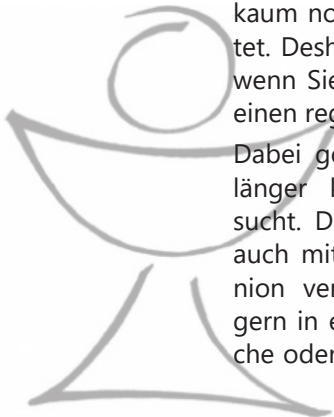 kaum no
tet. Desh
wenn Sie
einen reg
Dabei ge
länger
sucht. D
auch mit
nion ver
gern in e
che oder